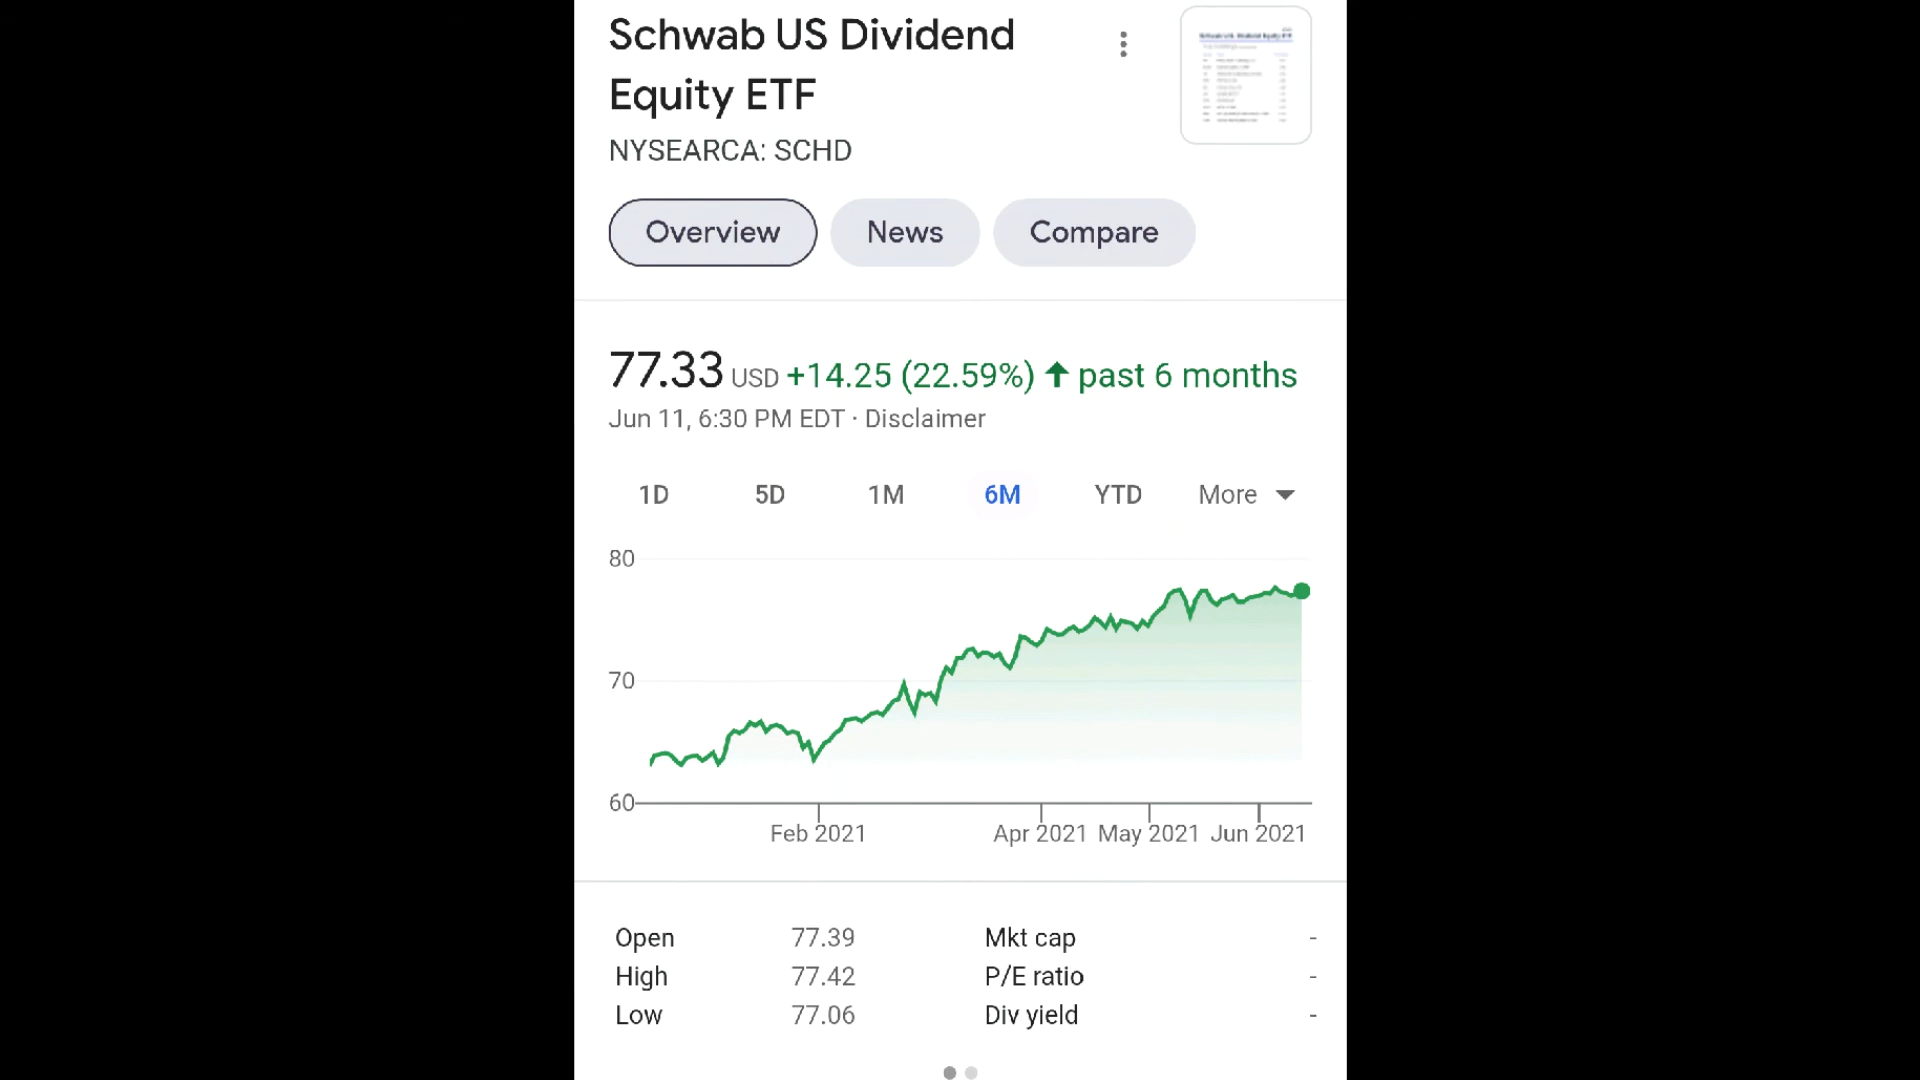 Schwab US Dividend
Equity ETF
NYSEARCA: SCHD
Overview News Compare
77.33 USD +14.25 (22.59%) ↑ past 6 months
Jun 11, 6:30 PM EDT · Disclaimer
1D 5D 1M 6M YTD More
80
70
60
Feb 2021 Apr 2021 May 2021 Jun 2021
Open 77.39 Mkt cap -
High 77.42 P/E ratio -
Low 77.06 Div yield -